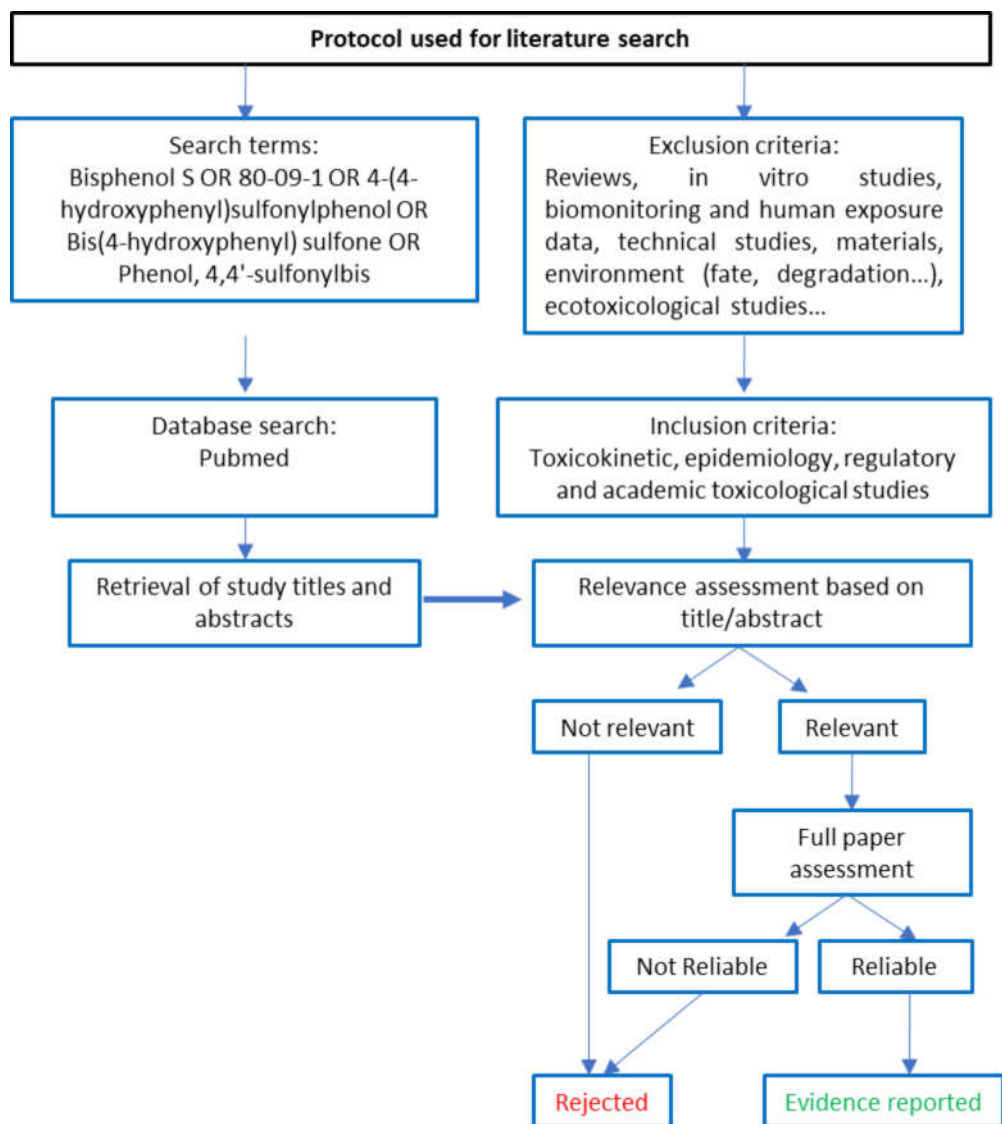 Protocol used for literature search
Search terms:
Bisphenol S OR 80-09-1 OR 4-(4-
hydroxyphenyl)sulfonylphenol OR
Bis(4-hydroxyphenyl) sulfone OR
Phenol, 4,4'-sulfonylbis
Exclusion criteria:
Reviews, in vitro studies,
biomonitoring and human exposure
data, technical studies, materials,
environment (fate, degradation...),
ecotoxicological studies...
Database search:
Pubmed
Inclusion criteria:
Toxicokinetic, epidemiology, regulatory
and academic toxicological studies
Retrieval of study titles and
abstracts
Relevance assessment based on
title/abstract
Not relevant
Relevant
Full paper
assessment
Not Reliable
Reliable
Rejected
Evidence reported